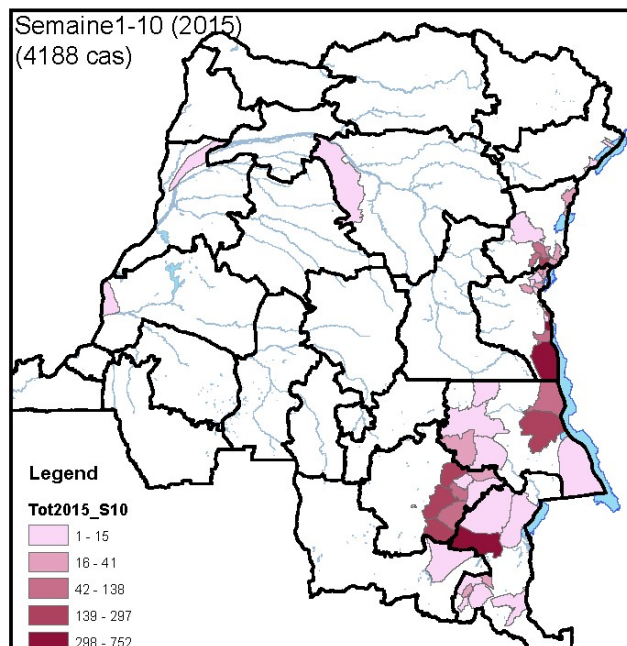 Semaine1-10 (2015)
(4188 cas)
Legend
Tot2015_S10
1 - 15
16 - 41
42 - 138
139 - 297
298 - 752